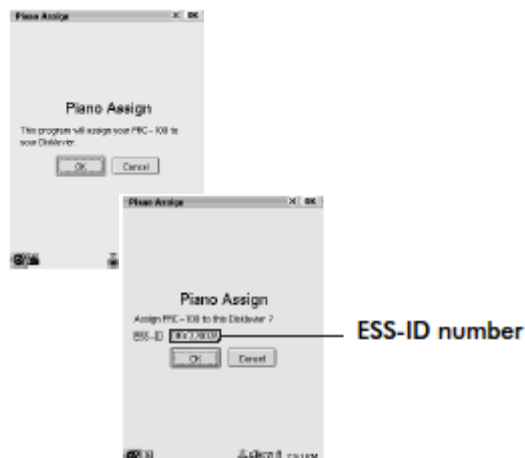 Piano Assign X OK
Piano Assign
This program will assign your PRC-100 to
your Disklavier.
OK Cancel
Piano Assign X OK
Piano Assign
Assign PRC-100 to this Disklavier ?
ESS-ID
OK Cancel
ESS-ID number